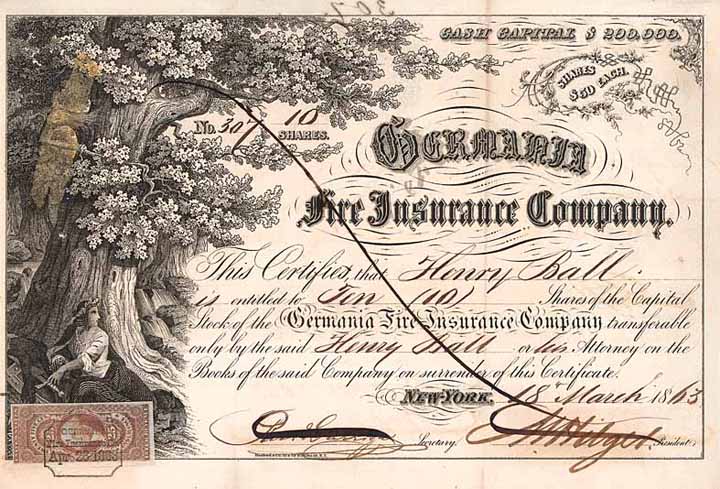 307
CASH CAPITAL $ 200,000.
SHARES
$50 EACH.
No. 307 10 SHARES.
GERMANIA
Fire Insurance Company.
This Certifies, that Henry Ball
is entitled to Ten (10) Shares of the Capital
Stock of the Germania Fire Insurance Company transferable
only by the said Henry Ball or his Attorney on the
Books of the said Company on surrender of this Certificate.
NEW-YORK, 18 March 1863
Secretary.
President.